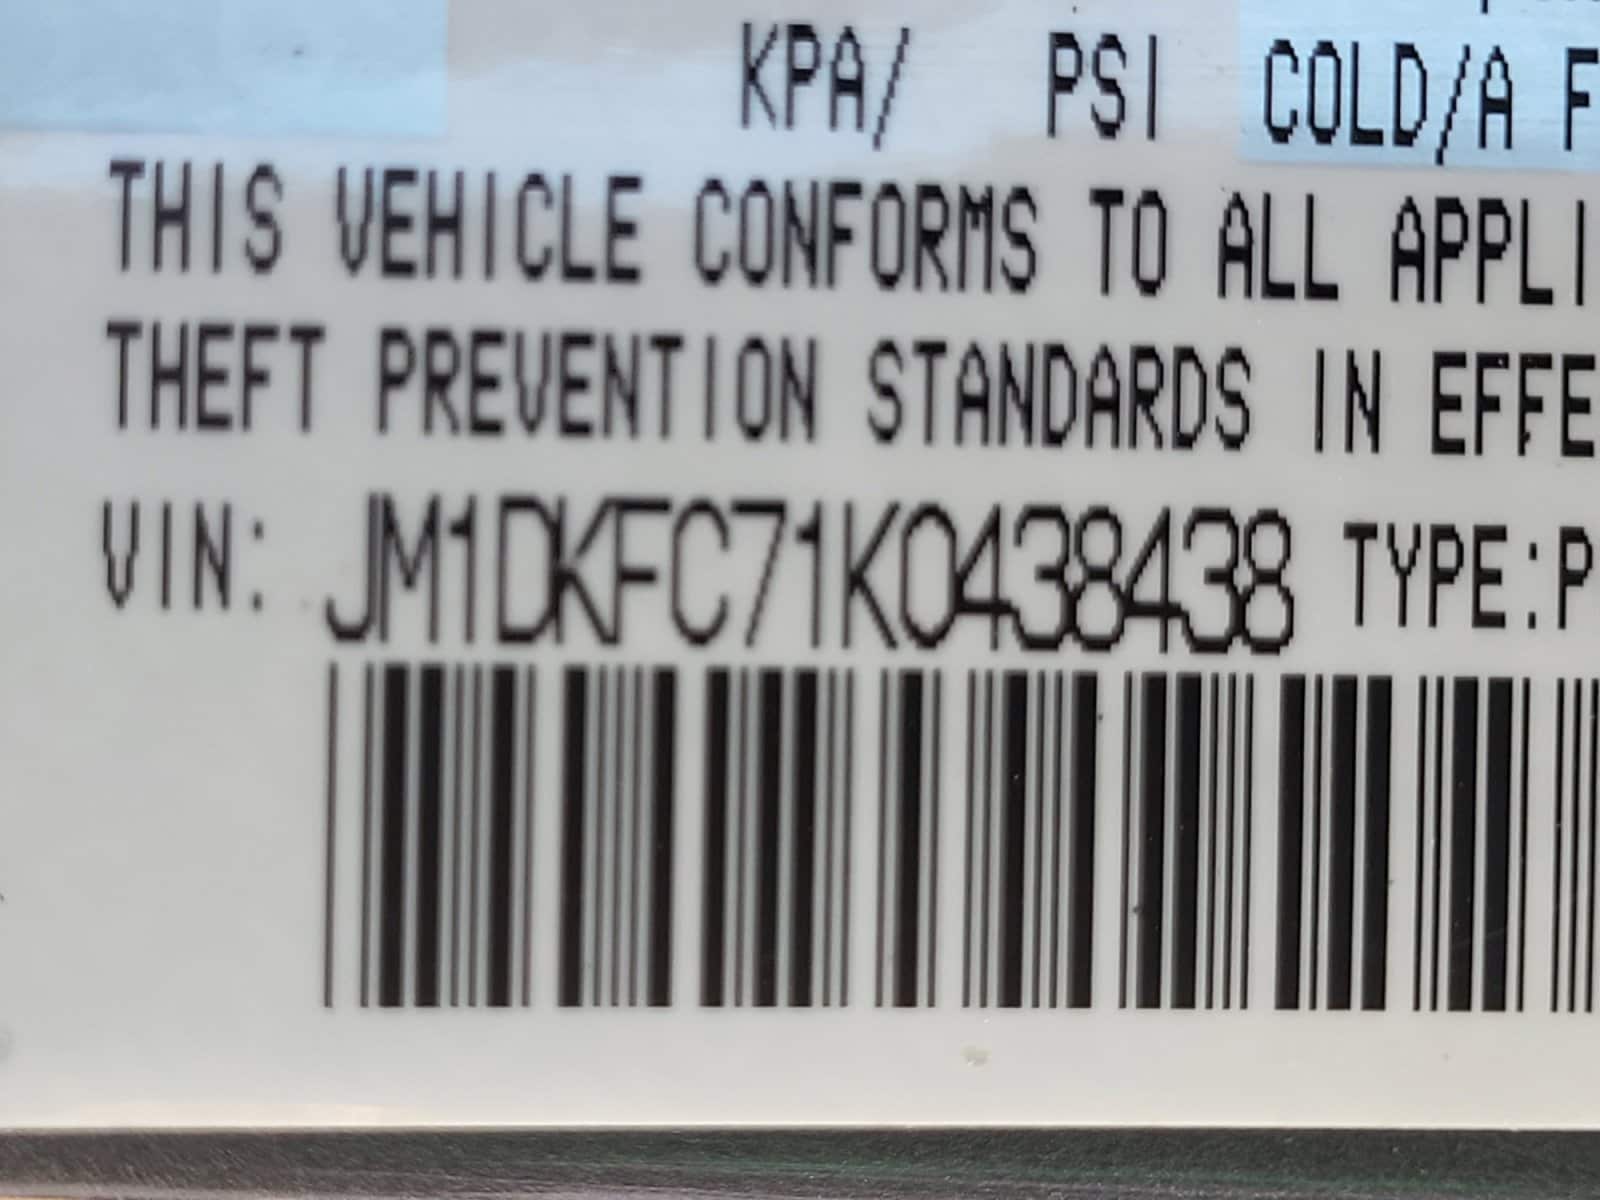 KPA/ PSI COLD/A F
THIS VEHICLE CONFORMS TO ALL APPLI
THEFT PREVENTION STANDARDS IN EFFE
VIN: JM1DKFC71K0438438 TYPE:P